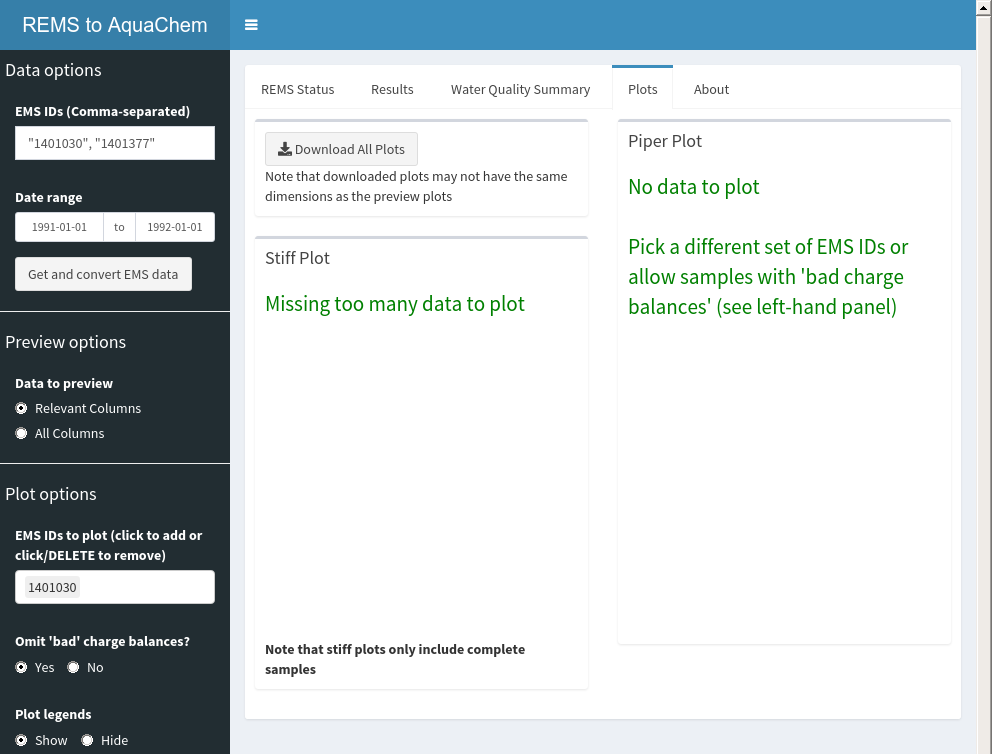 REMS to AquaChem
Data options
EMS IDs (Comma-separated)
"1401030", "1401377"
Date range
1991-01-01 to 1992-01-01
Get and convert EMS data
Preview options
Data to preview
Relevant Columns
All Columns
Plot options
EMS IDs to plot (click to add or
click/DELETE to remove)
1401030
Omit 'bad' charge balances?
Yes No
Plot legends
Show Hide
REMS Status Results Water Quality Summary Plots About
Download All Plots
Note that downloaded plots may not have the same
dimensions as the preview plots
Stiff Plot
Missing too many data to plot
Note that stiff plots only include complete
samples
Piper Plot
No data to plot
Pick a different set of EMS IDs or
allow samples with 'bad charge
balances' (see left-hand panel)